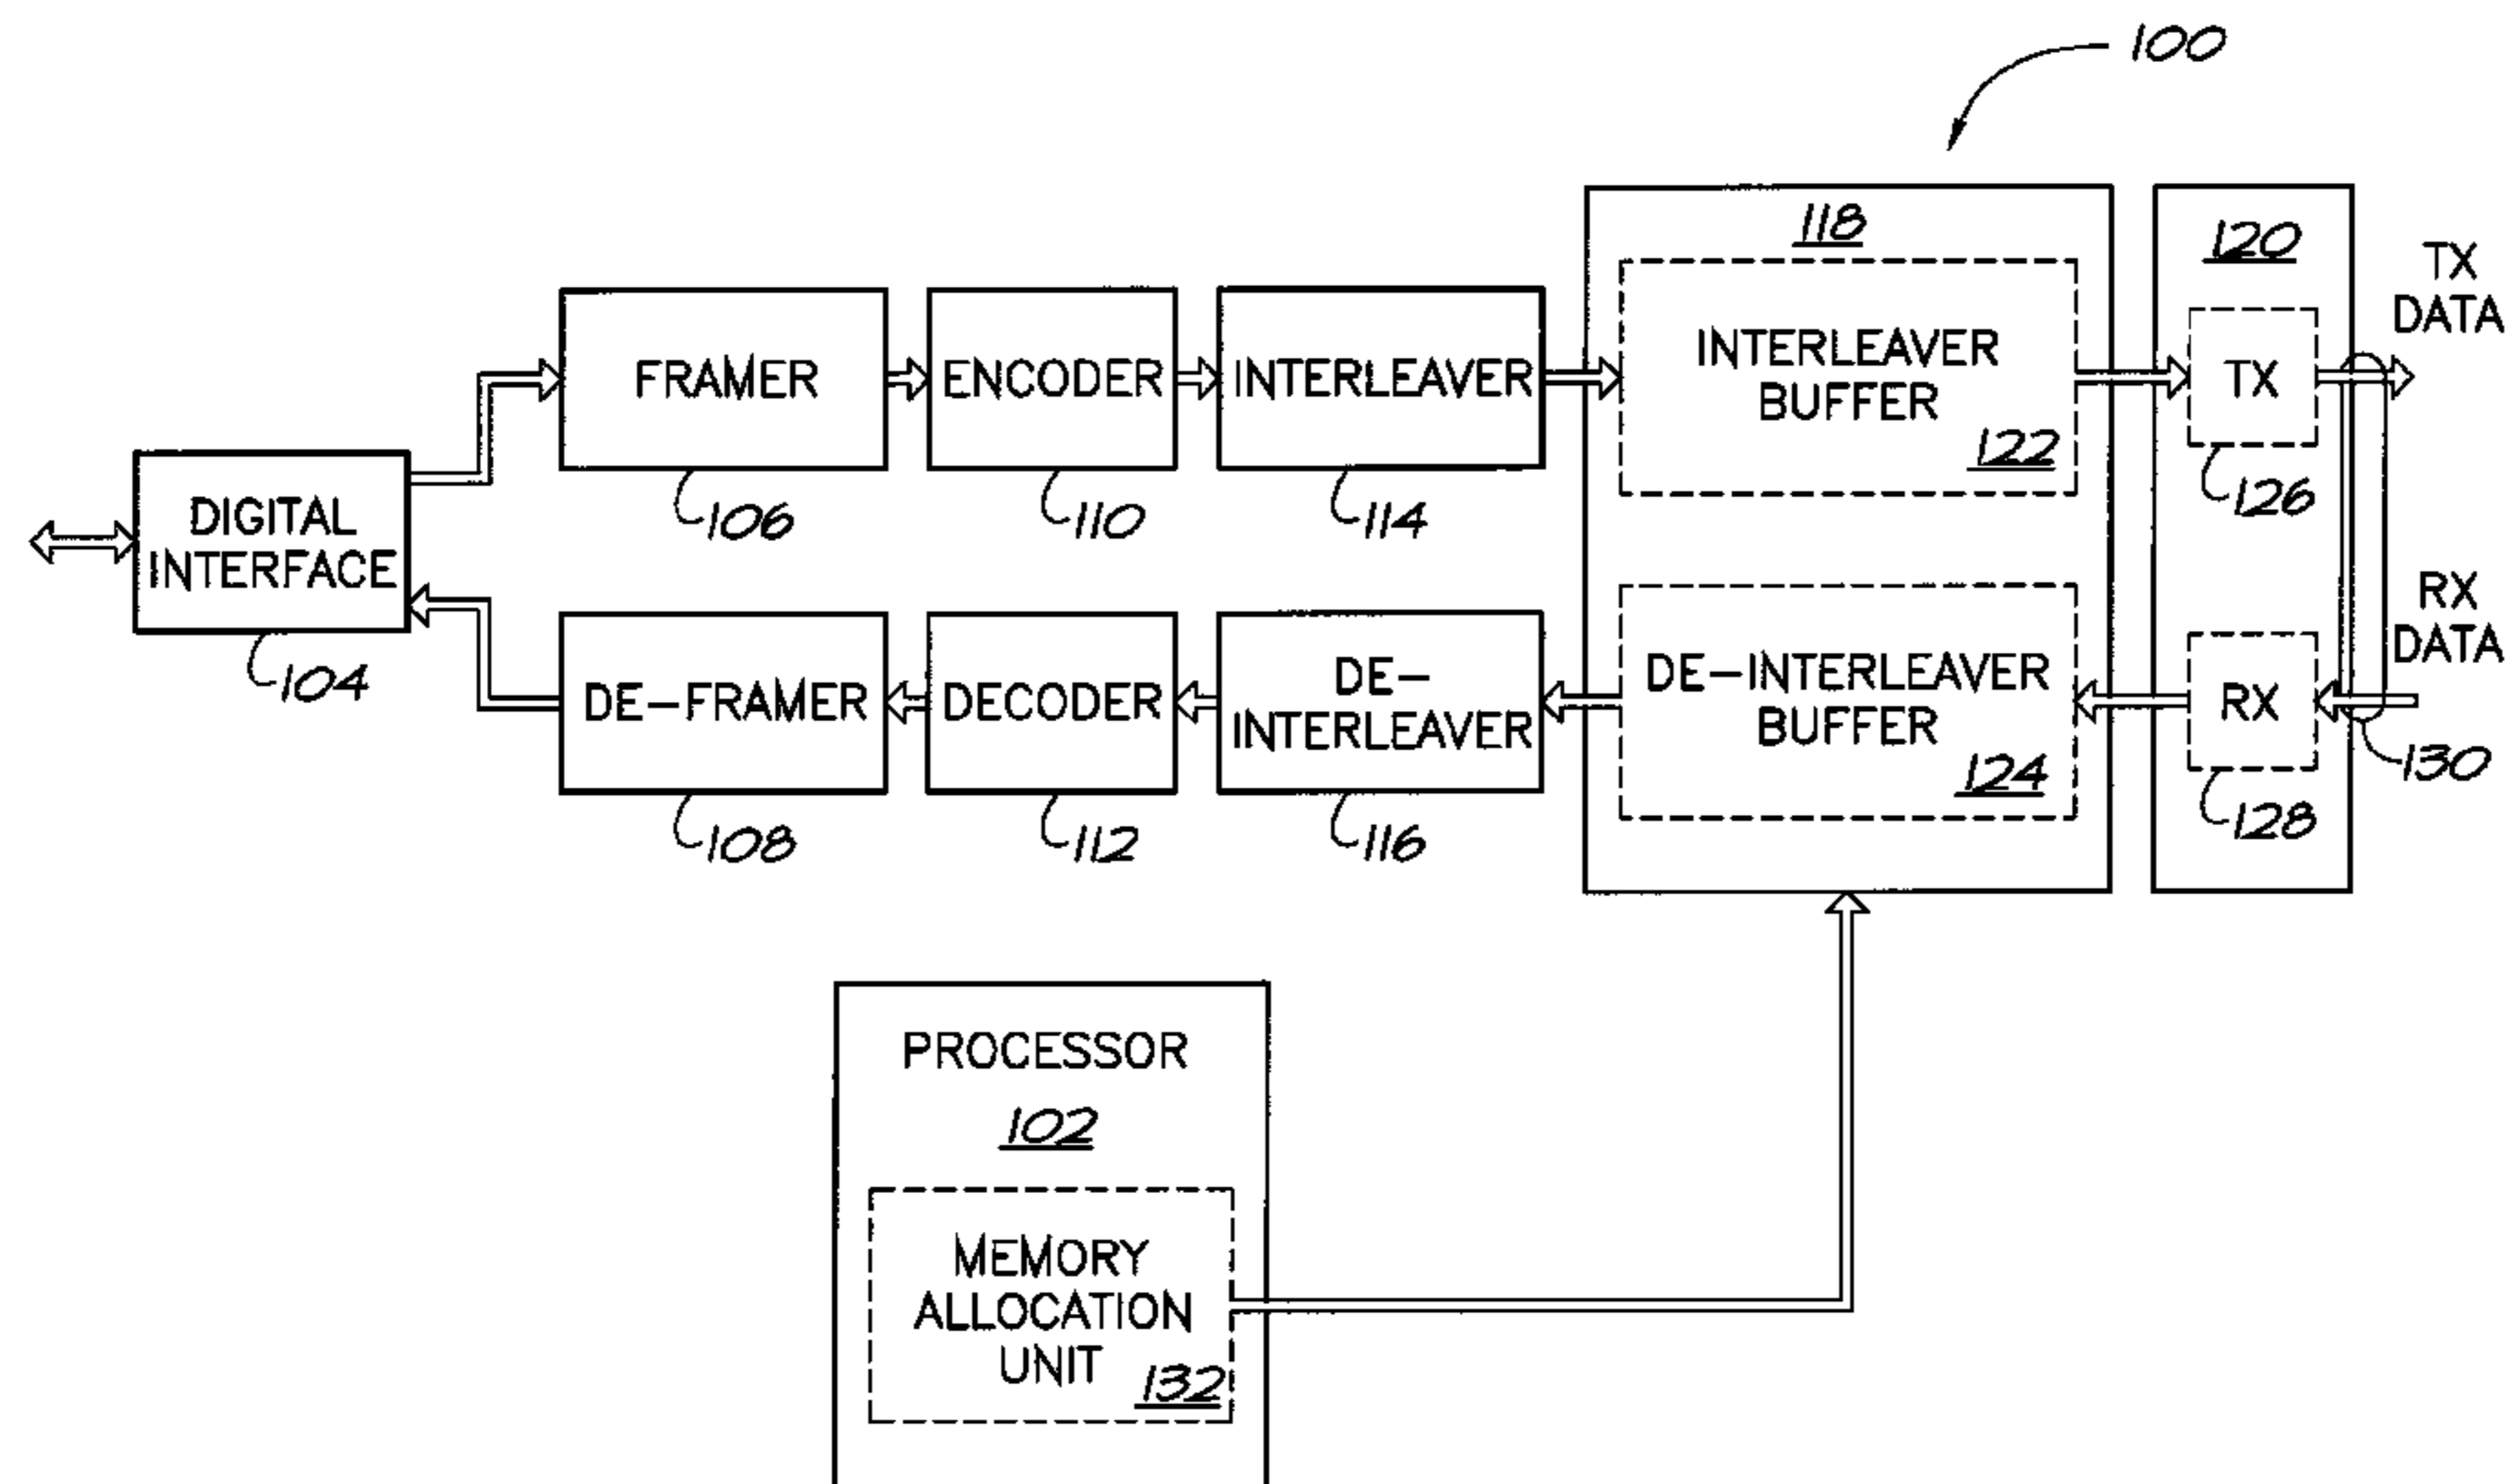 100
118
120
TX
DATA
FRAMER
ENCODER
INTERLEAVER
INTERLEAVER
BUFFER
122
TX
126
106
110
114
DIGITAL
INTERFACE
104
RX
DATA
DE-FRAMER
DECODER
DE-
INTERLEAVER
DE-INTERLEAVER
BUFFER
124
RX
130
128
108
112
116
PROCESSOR
102
MEMORY
ALLOCATION
UNIT
132